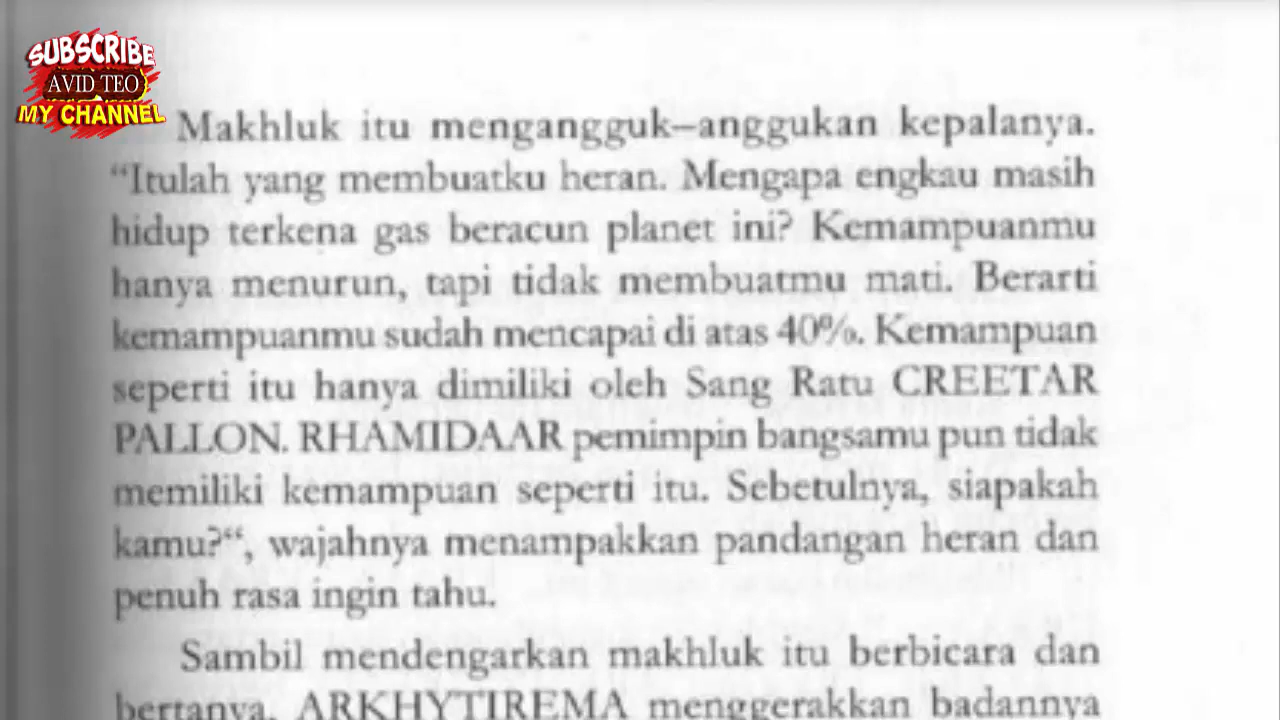 SUBSCRIBE
AVID TEO
MY CHANNEL
Makhluk itu mengangguk–anggukan kepalanya.
“Itulah yang membuatku heran. Mengapa engkau masih
hidup terkena gas beracun planet ini? Kemampuanmu
hanya menurun, tapi tidak membuatmu mati. Berarti
kemampuanmu sudah mencapai di atas 40%. Kemampuan
seperti itu hanya dimiliki oleh Sang Ratu CREETAR
PALLON. RHAMIDAAR pemimpin bangsamu pun tidak
memiliki kemampuan seperti itu. Sebetulnya, siapakah
kamu?“, wajahnya menampakkan pandangan heran dan
penuh rasa ingin tahu.
Sambil mendengarkan makhluk itu berbicara dan
bertanya, ARKHYTIREMA menggerakkan badannya